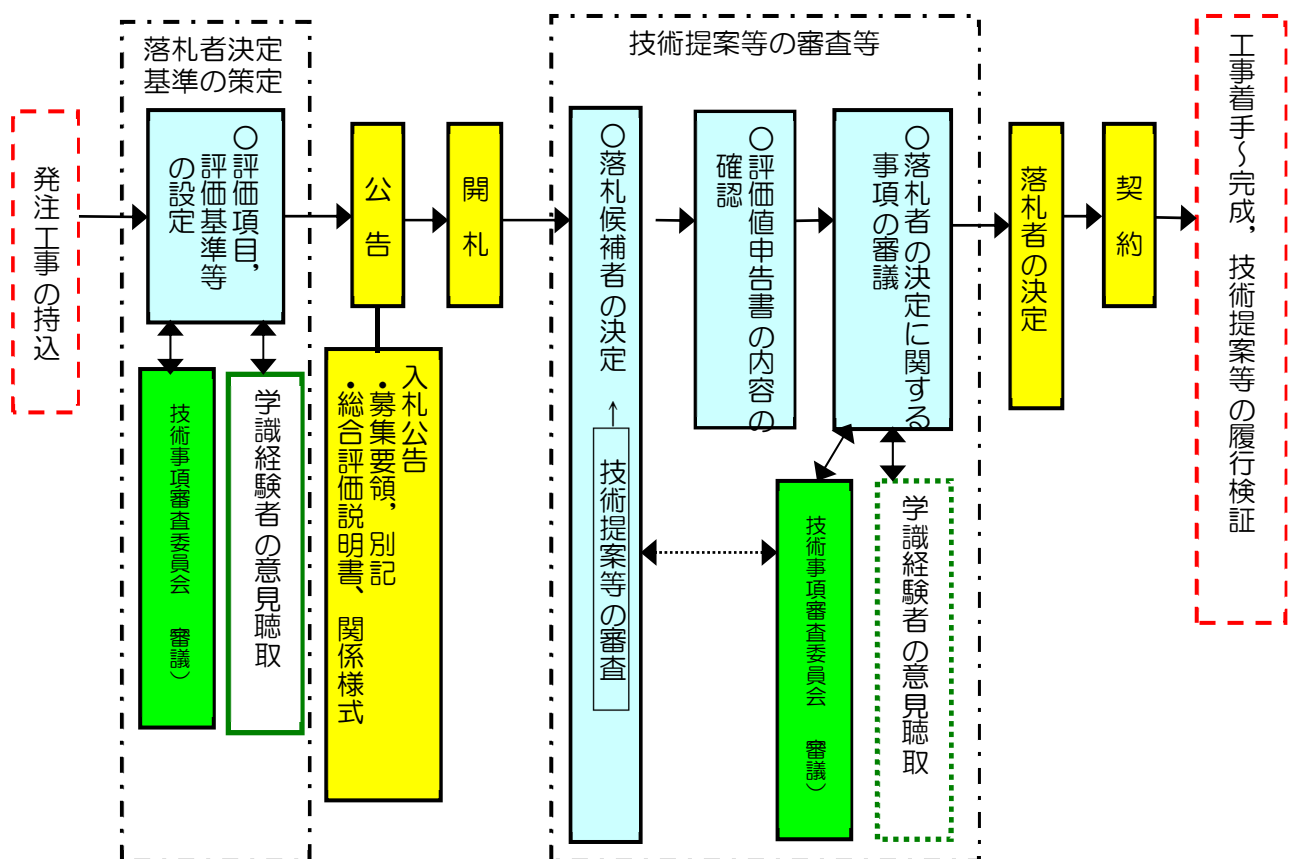 落札者決定
基準の策定
技術提案等の審査等
発注工事の持込
○評価項目，
評価基準等
の設定
技術事項審査委員会　審議）
学識経験者の意見聴取
公告
入札公告
・募集要領，別記
・総合評価説明書、関係様式
開札
○落札候補者の決定　←　技術提案等の審査
○評価値申告書の内容の
確認
○落札者の決定に関する
事項の審議
技術事項審査委員会　審議）
学識経験者の意見聴取
落札者の決定
契約
工事着手～完成，技術提案等の履行検証